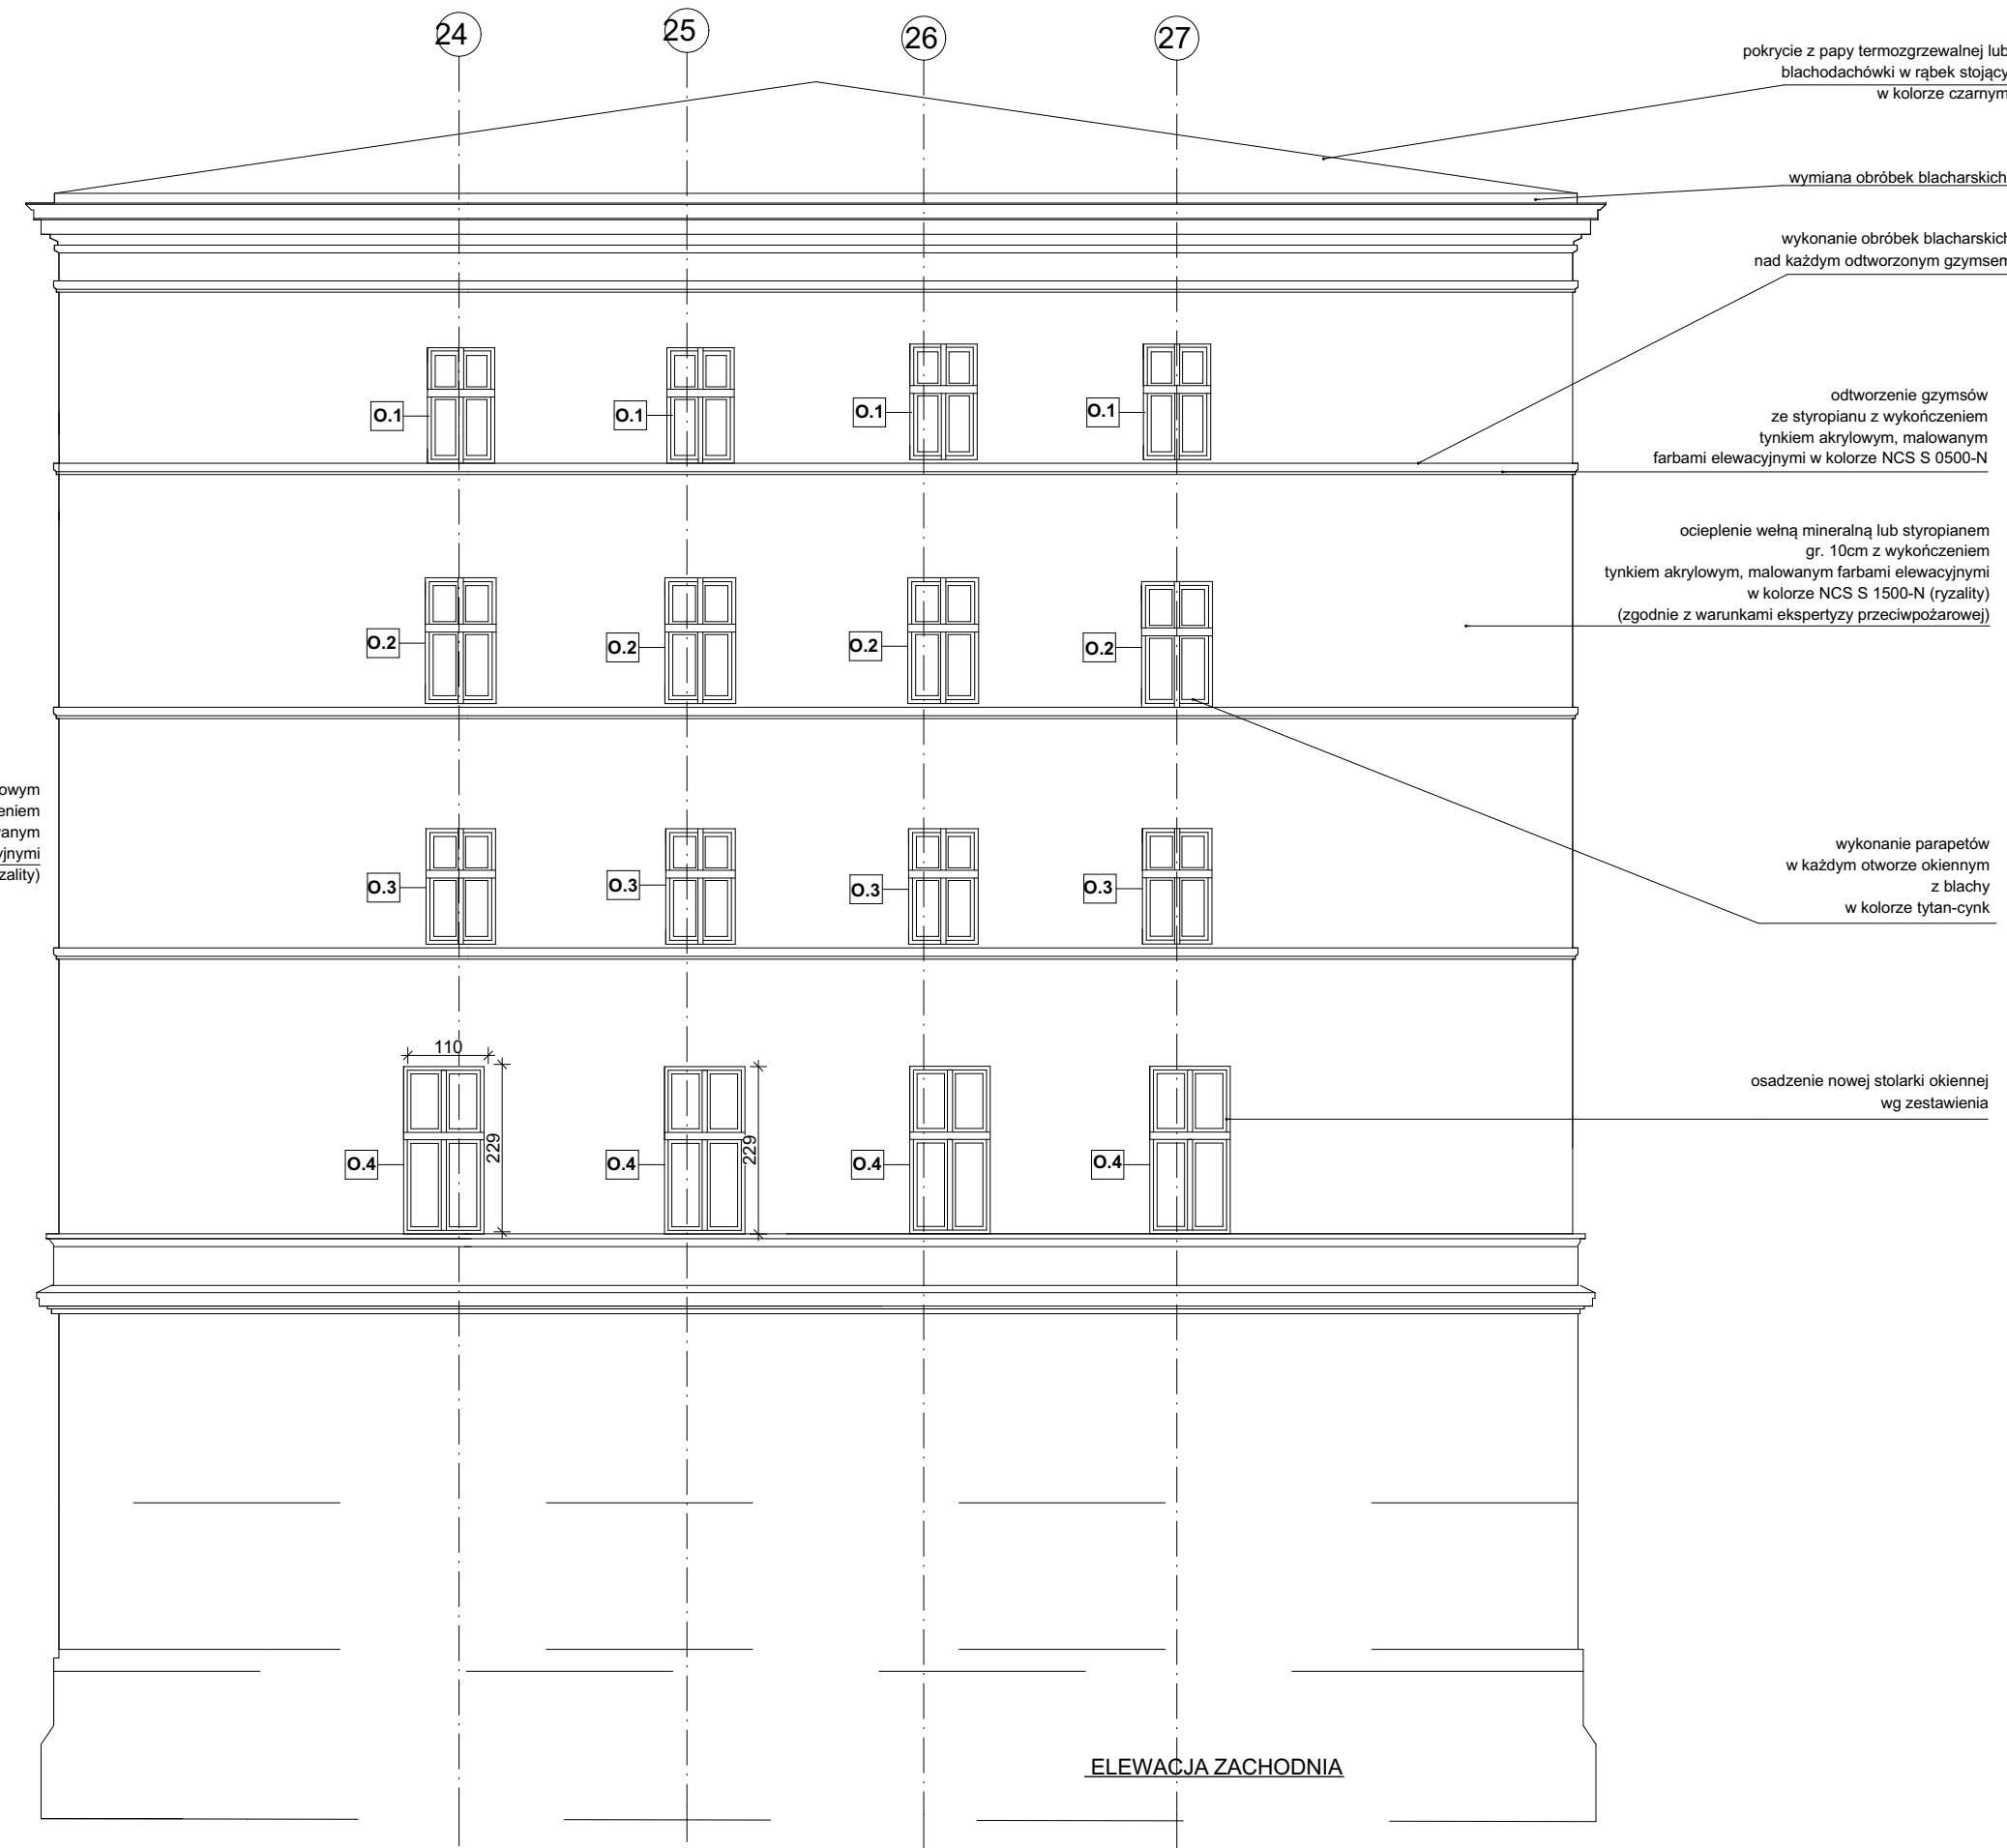 24
25
26
27
pokrycie z papy termozgrzewalnej lub
blachodachówki w rąbek stojący
w kolorze czarnym
wymiana obróbek blacharskich
wykonanie obróbek blacharskich
nad każdym odtworzonym gzymsem
O.1
O.1
O.1
O.1
odtworzenie gzymsów
ze styropianu z wykończeniem
tynkiem akrylowym, malowanym
farbami elewacyjnymi w kolorze NCS S 0500-N
ocieplenie wełną mineralną lub styropianem
gr. 10cm z wykończeniem
tynkiem akrylowym, malowanym farbami elewacyjnymi
w kolorze NCS S 1500-N (ryzality)
(zgodnie z warunkami ekspertyzy przeciwpożarowej)
O.2
O.2
O.2
O.2
owym
eniem
vanym
yjnymi
zality)
O.3
O.3
O.3
O.3
wykonanie parapetów
w każdym otworze okiennym
z blachy
w kolorze tytan-cynk
110
229
229
O.4
O.4
O.4
O.4
osadzenie nowej stolarki okiennej
wg zestawienia
ELEWACJA ZACHODNIA